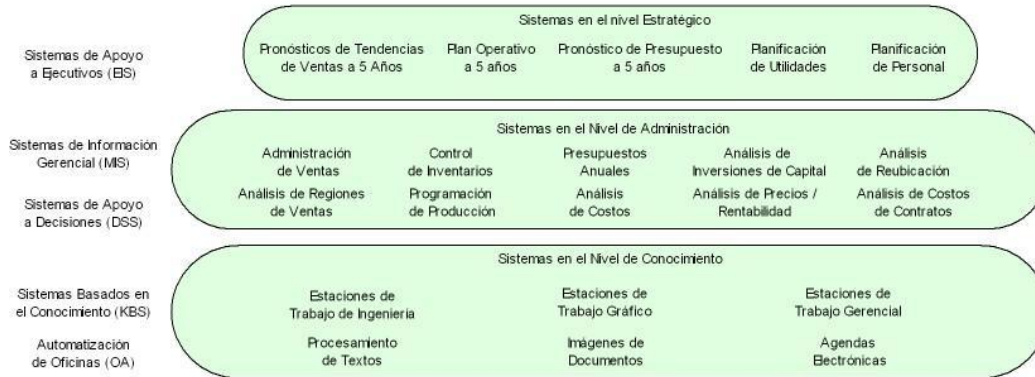 Sistemas en el nivel Estratégico
Sistemas de Apoyo
a Ejecutivos (EIS)
Pronósticos de Tendencias
de Ventas a 5 Años
Plan Operativo
a 5 años
Pronóstico de Presupuesto
a 5 años
Planificación
de Utilidades
Planificación
de Personal
Sistemas en el Nivel de Administración
Sistemas de Información
Gerencial (MIS)
Administración
de Ventas
Control
de Inventarios
Presupuestos
Anuales
Análisis de
Inversiones de Capital
Análisis
de Reubicación
Sistemas de Apoyo
a Decisiones (DSS)
Análisis de Regiones
de Ventas
Programación
de Producción
Análisis
de Costos
Análisis de Precios /
Rentabilidad
Análisis de Costos
de Contratos
Sistemas en el Nivel de Conocimiento
Sistemas Basados en
el Conocimiento (KBS)
Estaciones de
Trabajo de Ingeniería
Estaciones de
Trabajo Gráfico
Estaciones de
Trabajo Gerencial
Automatización
de Oficinas (OA)
Procesamiento
de Textos
Imágenes de
Documentos
Agendas
Electrónicas